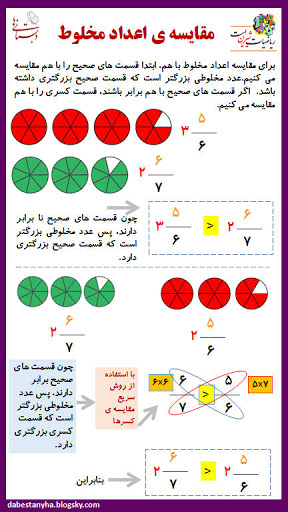 مقایسه ی اعداد مخلوط
ریاضیات شیرین است
برای مقایسه اعداد مخلوط با هم، ابتدا قسمت های صحیح را با هم مقایسه
می کنیم.عدد مخلوطی بزرگتر است که قسمت صحیح بزرگتری داشته
باشد. اگر قسمت های صحیح با هم برابر باشند، قسمت کسری را با هم
مقایسه می کنیم.
۳ ۵/۶
۲ ۶/۷
چون قسمت های صحیح نا برابر
دارند، پس عدد مخلوطی بزرگتر
است که قسمت صحیح بزرگتری
دارد.
۳ ۵/۶ > ۲ ۶/۷
۲ ۶/۷
۲ ۵/۶
چون قسمت های
صحیح برابر
دارند، پس عدد
مخلوطی بزرگتر
است که قسمت
کسری بزرگتری
دارد.
با استفاده
از روش
سریع
مقایسه ی
کسرها
۶x۶
۵x۷
۶/۷ > ۵/۶
بنابراین
۲ ۶/۷ > ۲ ۵/۶
dabestanyha.blogsky.com